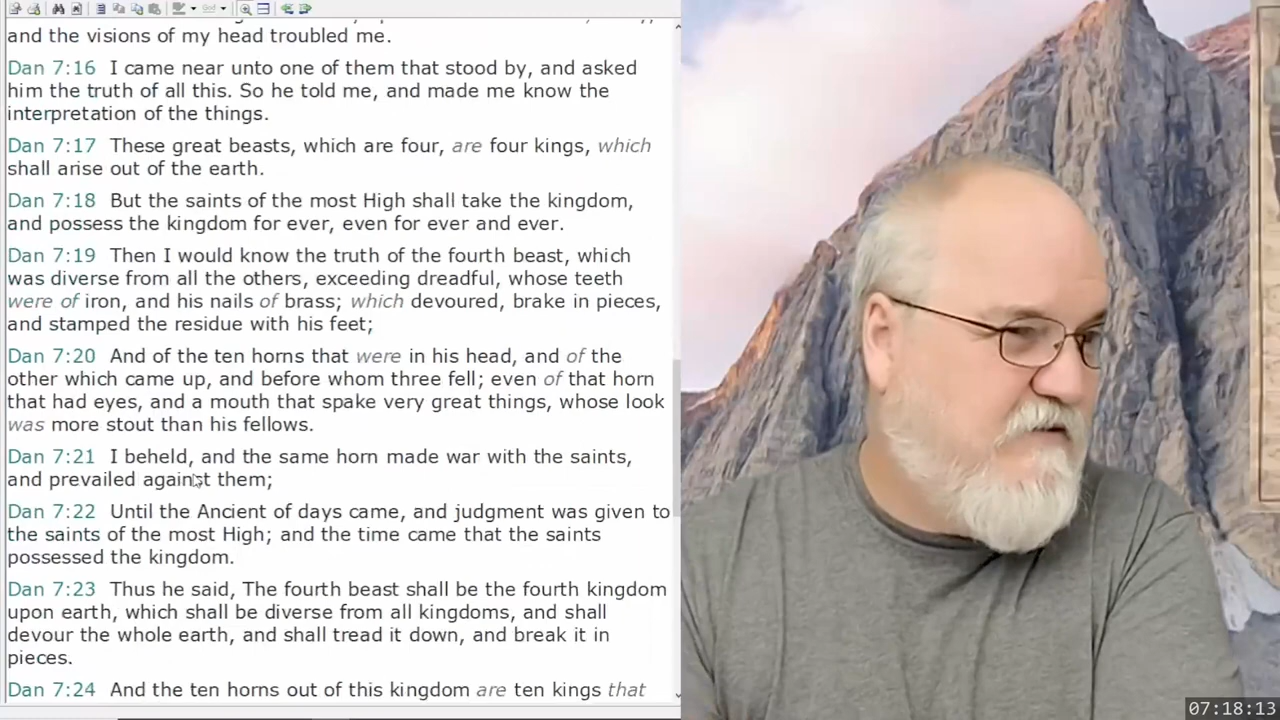 and the visions of my head troubled me.
Dan 7:16 I came near unto one of them that stood by, and asked
him the truth of all this. So he told me, and made me know the
interpretation of the things.
Dan 7:17 These great beasts, which are four, are four kings, which
shall arise out of the earth.
Dan 7:18 But the saints of the most High shall take the kingdom,
and possess the kingdom for ever, even for ever and ever.
Dan 7:19 Then I would know the truth of the fourth beast, which
was diverse from all the others, exceeding dreadful, whose teeth
were of iron, and his nails of brass; which devoured, brake in pieces,
and stamped the residue with his feet;
Dan 7:20 And of the ten horns that were in his head, and of the
other which came up, and before whom three fell; even of that horn
that had eyes, and a mouth that spake very great things, whose look
was more stout than his fellows.
Dan 7:21 I beheld, and the same horn made war with the saints,
and prevailed against them;
Dan 7:22 Until the Ancient of days came, and judgment was given to
the saints of the most High; and the time came that the saints
possessed the kingdom.
Dan 7:23 Thus he said, The fourth beast shall be the fourth kingdom
upon earth, which shall be diverse from all kingdoms, and shall
devour the whole earth, and shall tread it down, and break it in
pieces.
Dan 7:24 And the ten horns out of this kingdom are ten kings that
07:18:13